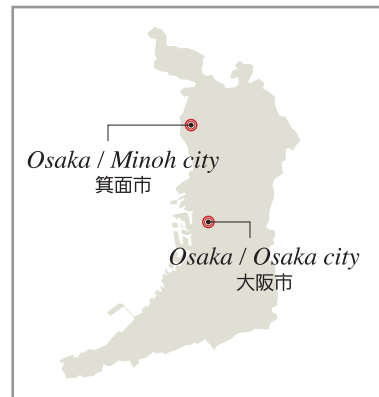 Osaka / Minoh city
箕面市
Osaka / Osaka city
大阪市